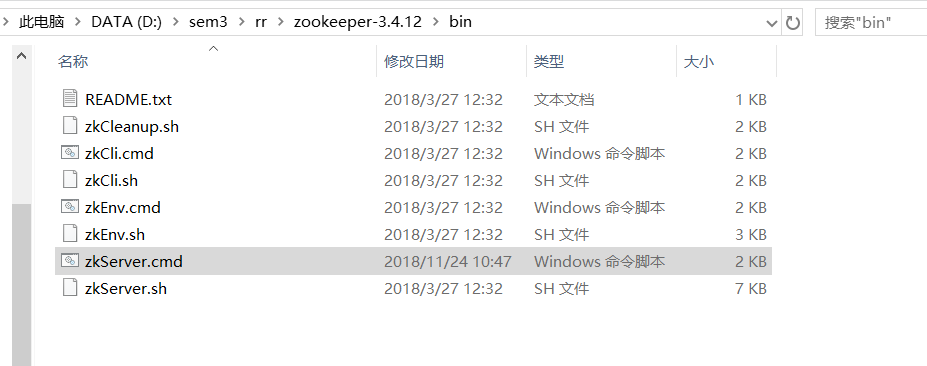 此电脑 > DATA (D:) > sem3 > rr > zookeeper-3.4.12 > bin 搜索"bin"
名称 修改日期 类型 大小
README.txt 2018/3/27 12:32 文本文档 1 KB
zkCleanup.sh 2018/3/27 12:32 SH 文件 2 KB
zkCli.cmd 2018/3/27 12:32 Windows 命令脚本 2 KB
zkCli.sh 2018/3/27 12:32 SH 文件 2 KB
zkEnv.cmd 2018/3/27 12:32 Windows 命令脚本 2 KB
zkEnv.sh 2018/3/27 12:32 SH 文件 3 KB
zkServer.cmd 2018/11/24 10:47 Windows 命令脚本 2 KB
zkServer.sh 2018/3/27 12:32 SH 文件 7 KB